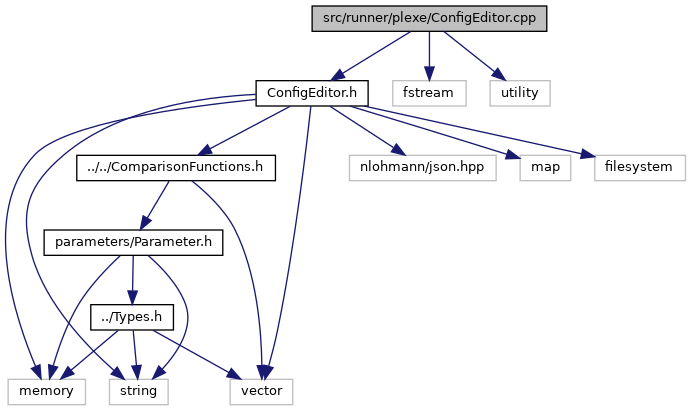 src/runner/plexe/ConfigEditor.cpp
ConfigEditor.h
fstream
utility
../../ComparisonFunctions.h
nlohmann/json.hpp
map
filesystem
parameters/Parameter.h
../Types.h
memory
string
vector